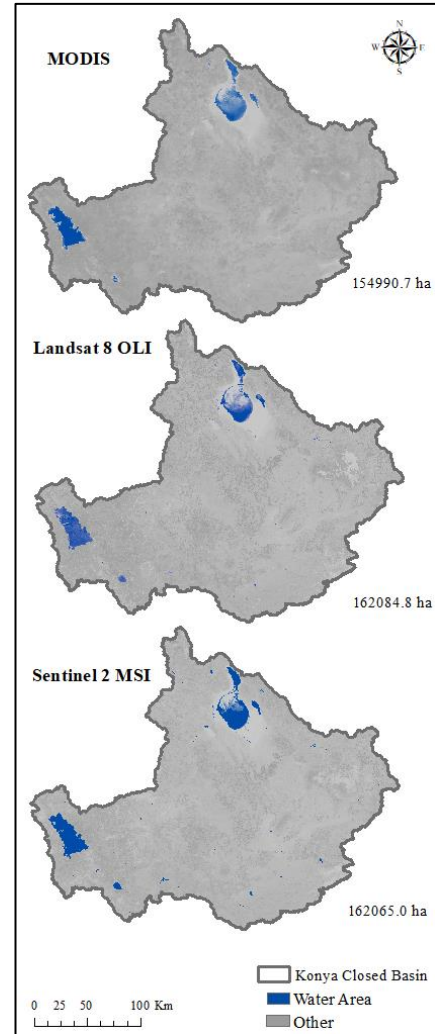 MODIS
N
W E
S
154990.7 ha
Landsat 8 OLI
162084.8 ha
Sentinel 2 MSI
162065.0 ha
Konya Closed Basin
Water Area
0 25 50 100 Km
Other